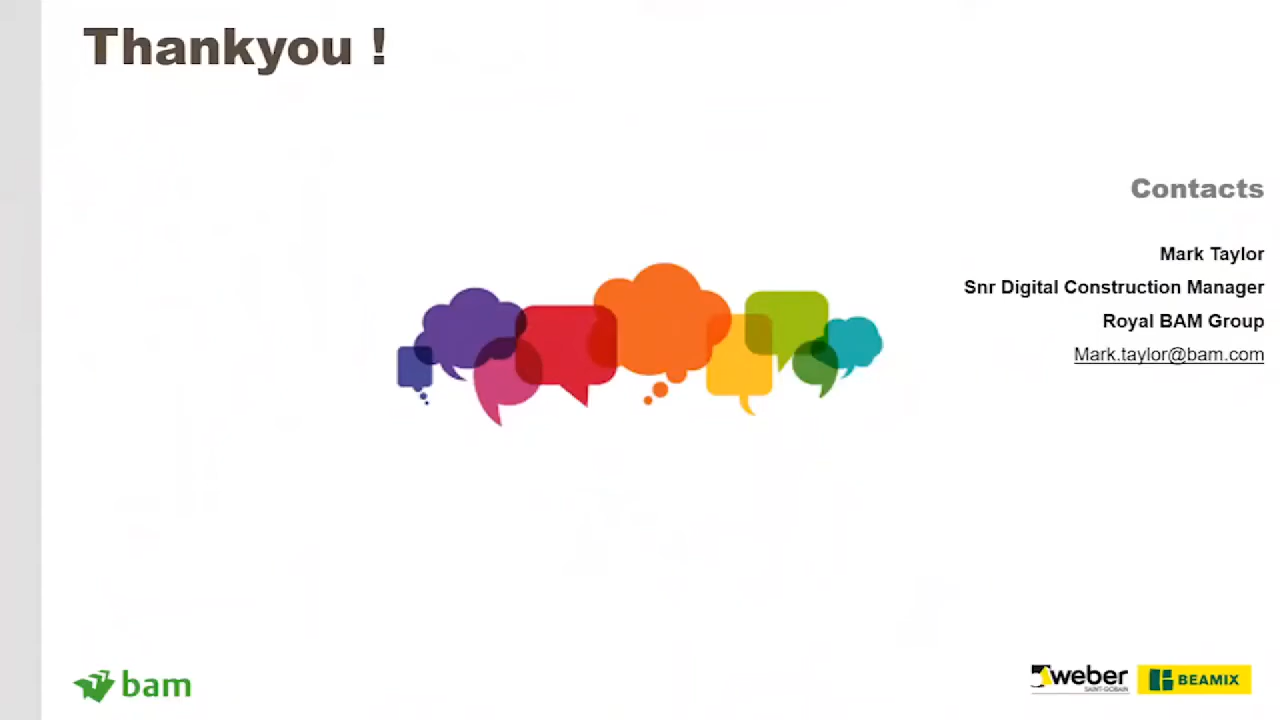 Thankyou !
Contacts
Mark Taylor
Snr Digital Construction Manager
Royal BAM Group
Mark.taylor@bam.com
bam
weber
SAINT-GOBAIN
BEAMIX